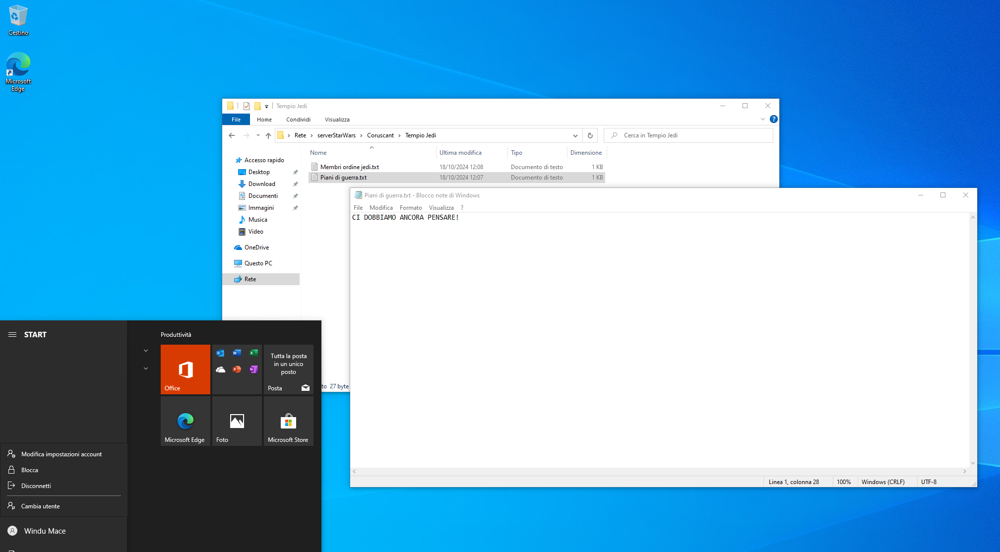 Cestino
Microsoft
Edge
Tempio Jedi
File Home Condividi Visualizza ?
Rete serverStarWars Coruscant Tempio Jedi
Cerca in Tempio Jedi
Nome Ultima modifica Tipo Dimensione
Membri ordine jedi.txt 18/10/2024 12:08 Documento di testo 1 KB
Piani di guerra.txt 18/10/2024 12:07 Documento di testo 1 KB
Accesso rapido
Desktop
Download
Documenti
Immagini
Musica
Video
OneDrive
Questo PC
Rete
to 27 byte
Piani di guerra.txt - Blocco note di Windows
File Modifica Formato Visualizza ?
CI DOBBIAMO ANCORA PENSARE!
Linea 1, colonna 28 100% Windows (CRLF) UTF-8
START
Produttività
Office
Tutta la posta
in un unico
posto
Posta
Microsoft Edge
Foto
Microsoft Store
Modifica impostazioni account
Blocca
Disconnetti
Cambia utente
Windu Mace